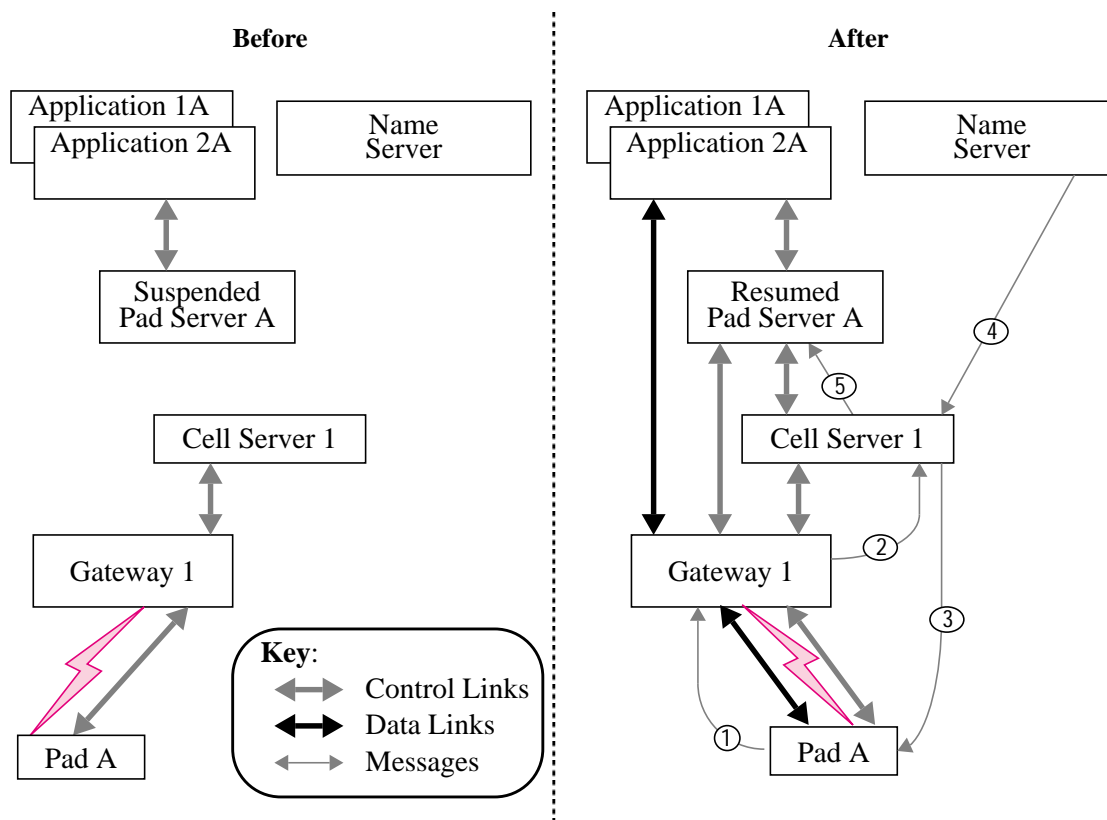 Before
Application 1A
Application 2A
Name
Server
Suspended
Pad Server A
Cell Server 1
Gateway 1
Pad A
Key:
Control Links
Data Links
Messages
After
Application 1A
Application 2A
Name
Server
Resumed
Pad Server A
4
5
Cell Server 1
2
Gateway 1
3
1
Pad A